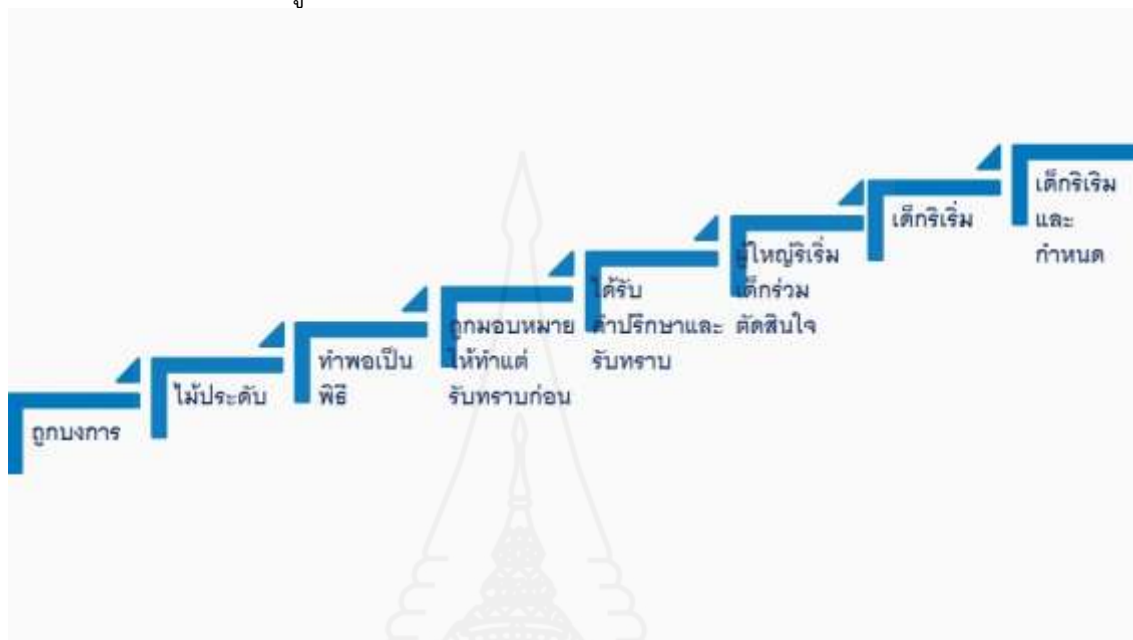 ถูกบงการ
ไม้ประดับ
ทำพอเป็น
พิธี
ถูกมอบหมาย
ให้ทำแต่
รับทราบก่อน
ได้รับ
คำปรึกษาและ
รับทราบ
ผู้ใหญ่ริเริ่ม
เด็กร่วม
ตัดสินใจ
เด็กริเริ่ม
เด็กริเริม
และ
กำหนด